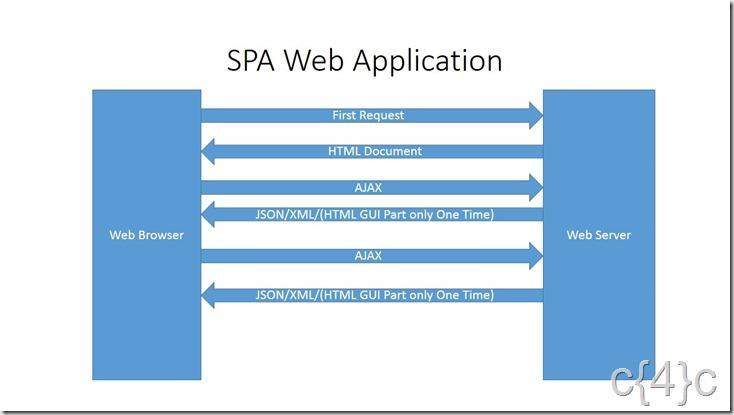 SPA Web Application
First Request
HTML Document
AJAX
JSON/XML/(HTML GUI Part only One Time)
Web Browser
Web Server
AJAX
JSON/XML/(HTML GUI Part only One Time)
c{4}c